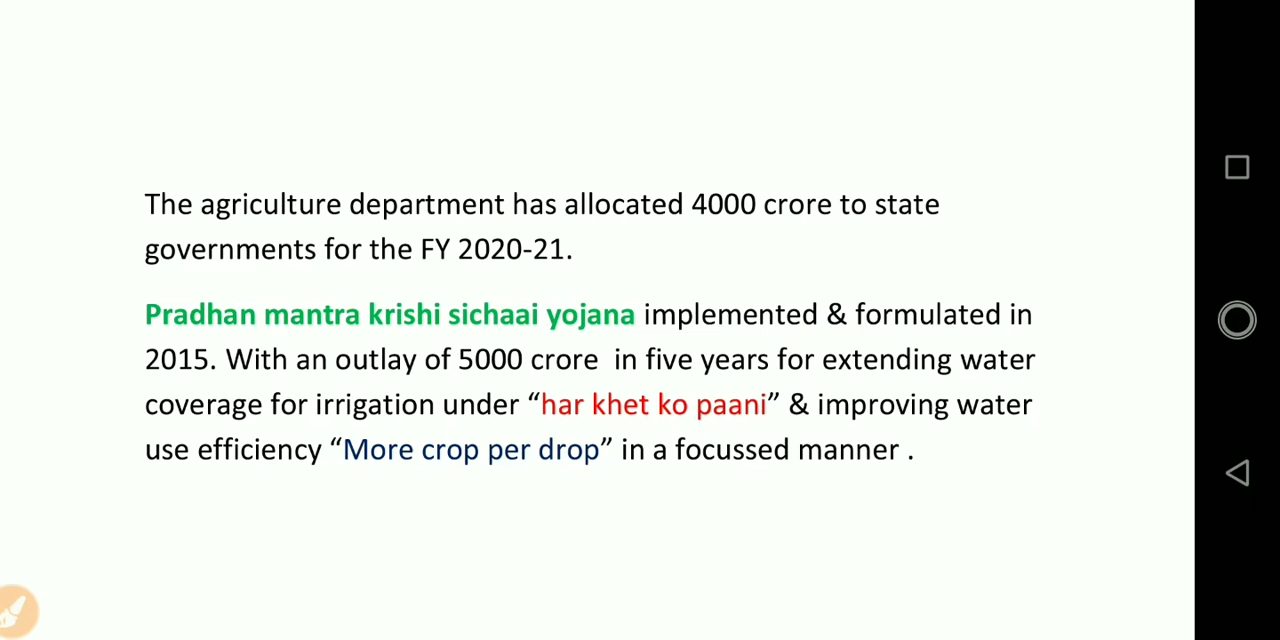 The agriculture department has allocated 4000 crore to state
governments for the FY 2020-21.
Pradhan mantra krishi sichaai yojana implemented & formulated in
2015. With an outlay of 5000 crore  in five years for extending water
coverage for irrigation under “har khet ko paani” & improving water
use efficiency “More crop per drop” in a focussed manner .